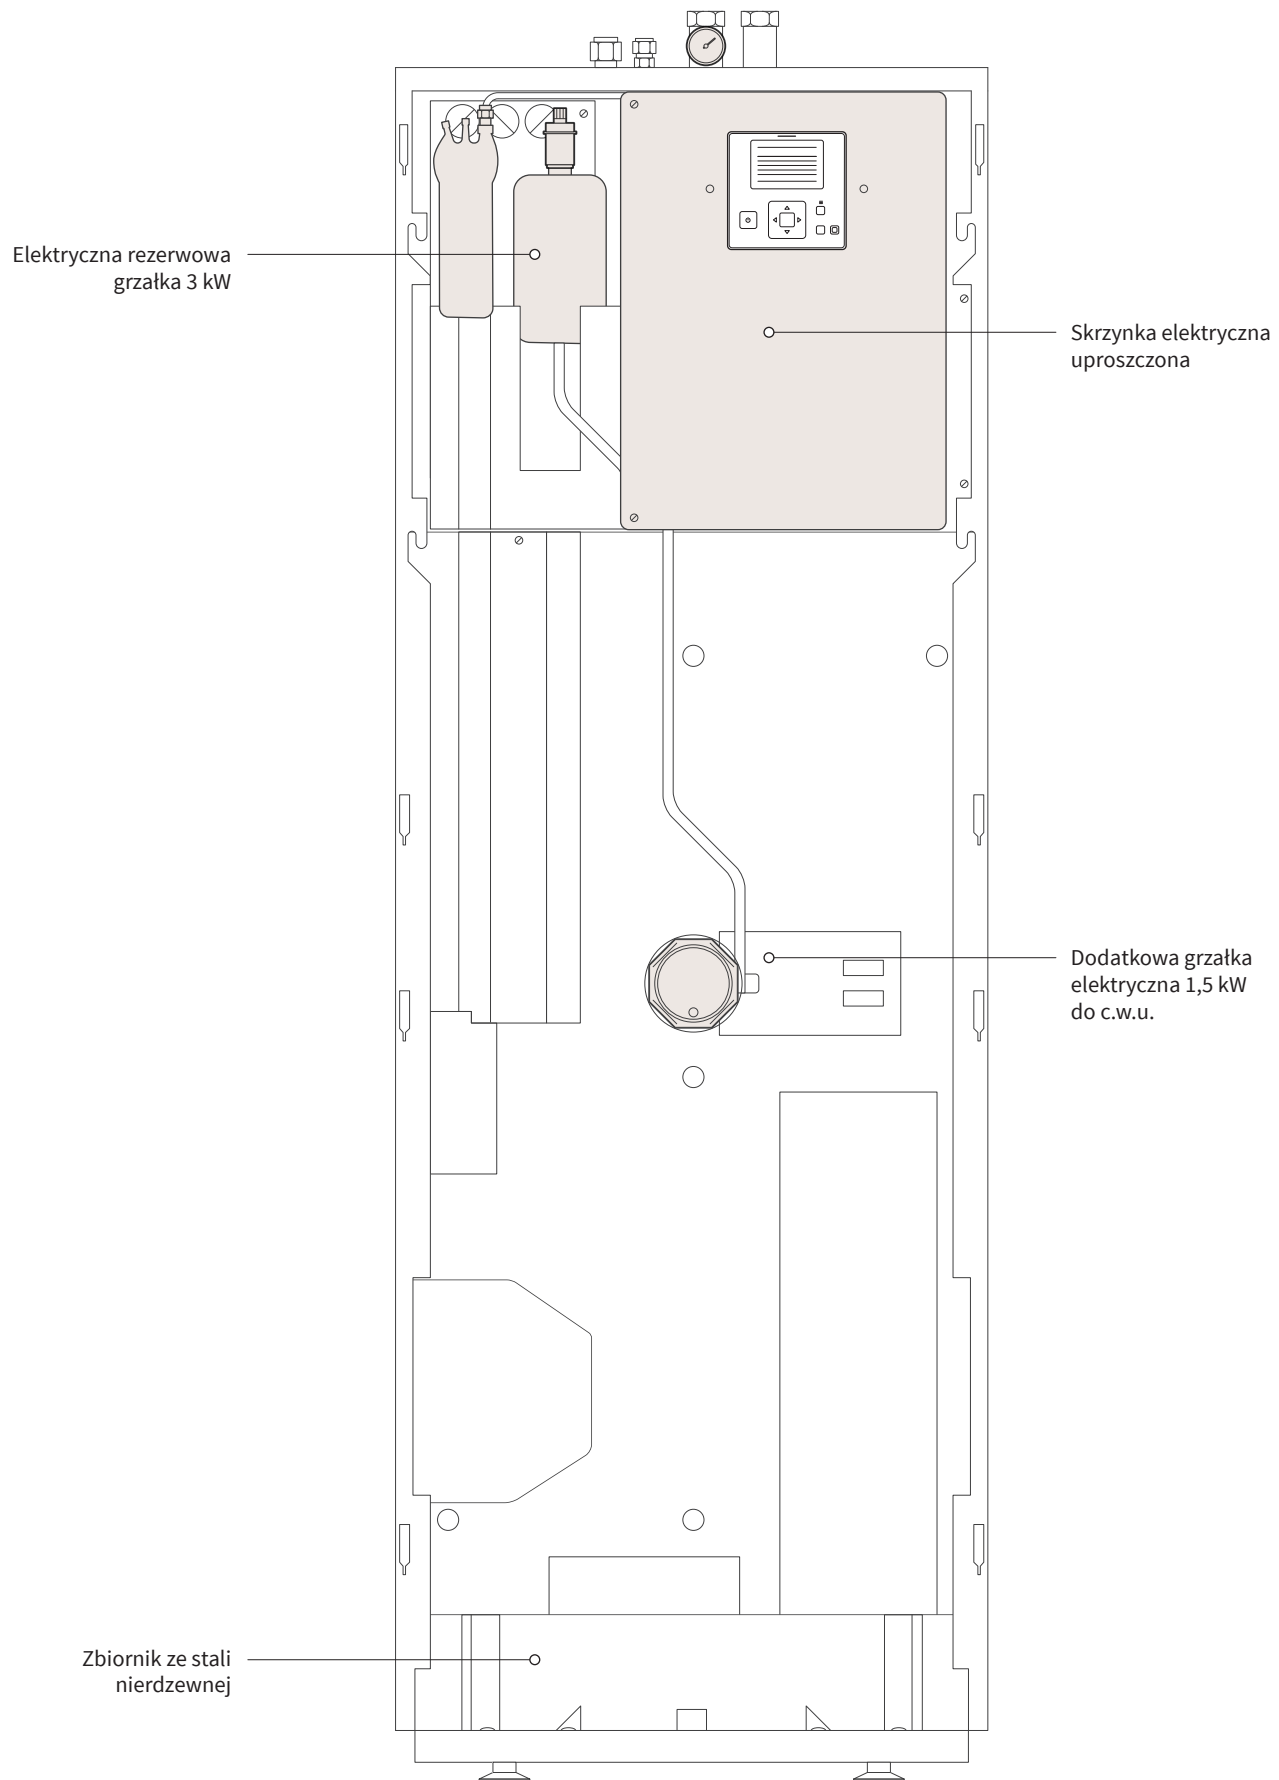 Elektryczna rezerwowa
grzałka 3 kW
Skrzynka elektryczna
uproszczona
Dodatkowa grzałka
elektryczna 1,5 kW
do c.w.u.
Zbiornik ze stali
nierdzewnej